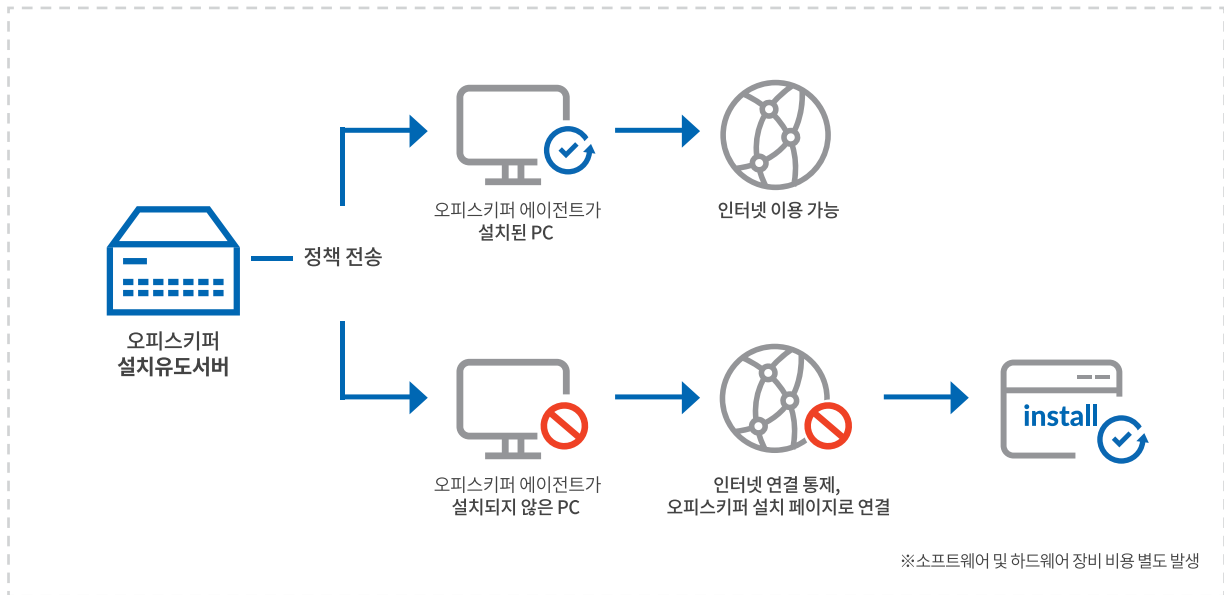 오피스키퍼 에이전트가
설치된 PC
인터넷 이용 가능
정책 전송
오피스키퍼
설치유도서버
오피스키퍼 에이전트가
설치되지 않은 PC
인터넷 연결 통제,
오피스키퍼 설치 페이지로 연결
install
※소프트웨어 및 하드웨어 장비 비용 별도 발생